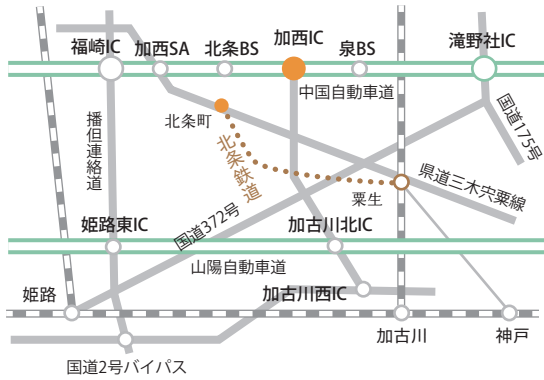 福崎IC
加西SA
北条BS
加西IC
泉BS
滝野社IC
中国自動車道
北条町
播但連絡道
北条鉄道
国道175号
県道三木宍粟線
粟生
国道372号
姫路東IC
加古川北IC
山陽自動車道
加古川西IC
姫路
加古川
神戸
国道2号バイパス